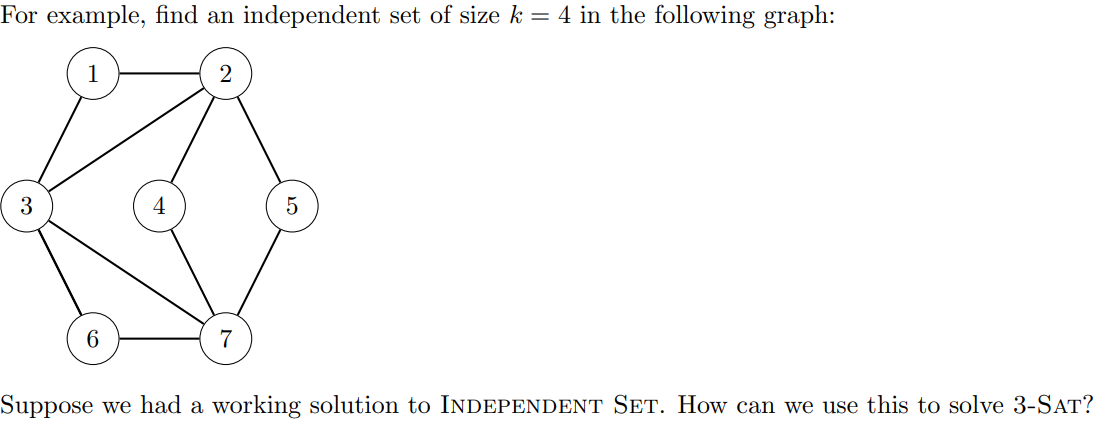 For example, find an independent set of size k = 4 in the following graph:
1 2
3 4 5
6 7
Suppose we had a working solution to INDEPENDENT SET. How can we use this to solve 3-SAT?